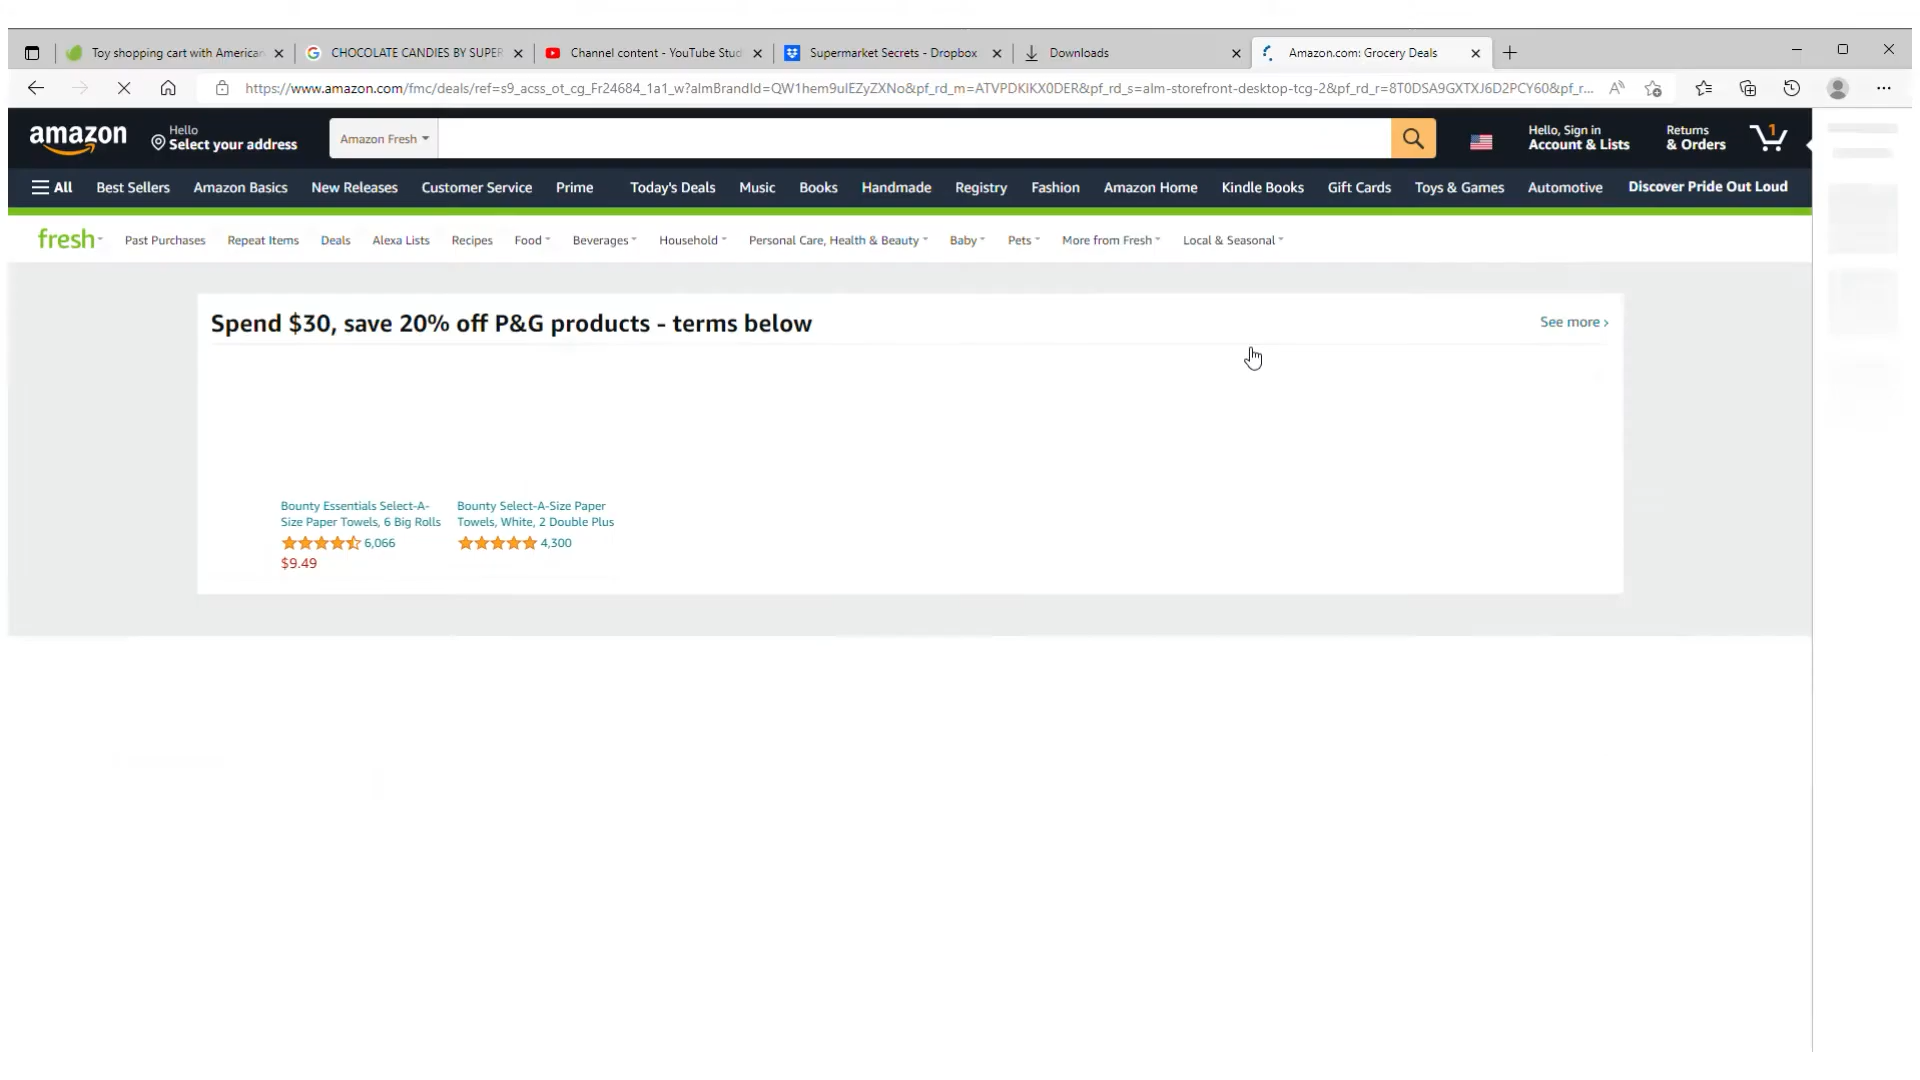 Toy shopping cart with American
CHOCOLATE CANDIES BY SUPER
Channel content - YouTube Stud
Supermarket Secrets - Dropbox
Downloads
Amazon.com: Grocery Deals
https://www.amazon.com/fmc/deals/ref=s9_acss_ot_cg_Fr24684_1a1_w?almBrandId=QW1hem9uIEZyZXNo&pf_rd_m=ATVPDKIKX0DER&pf_rd_s=alm-storefront-desktop-tcg-2&pf_rd_r=8T0DSA9GXTXJ6D2PCY60&pf_r...
amazon
Hello
Select your address
Amazon Fresh
Hello, Sign in
Account & Lists
Returns
& Orders
1
All Best Sellers Amazon Basics New Releases Customer Service Prime Today's Deals Music Books Handmade Registry Fashion Amazon Home Kindle Books Gift Cards Toys & Games Automotive Discover Pride Out Loud
fresh Past Purchases Repeat Items Deals Alexa Lists Recipes Food Beverages Household Personal Care, Health & Beauty Baby Pets More from Fresh Local & Seasonal
Spend $30, save 20% off P&G products - terms below
See more ›
Bounty Essentials Select-A-
Size Paper Towels, 6 Big Rolls
6,066
$9.49
Bounty Select-A-Size Paper
Towels, White, 2 Double Plus
4,300